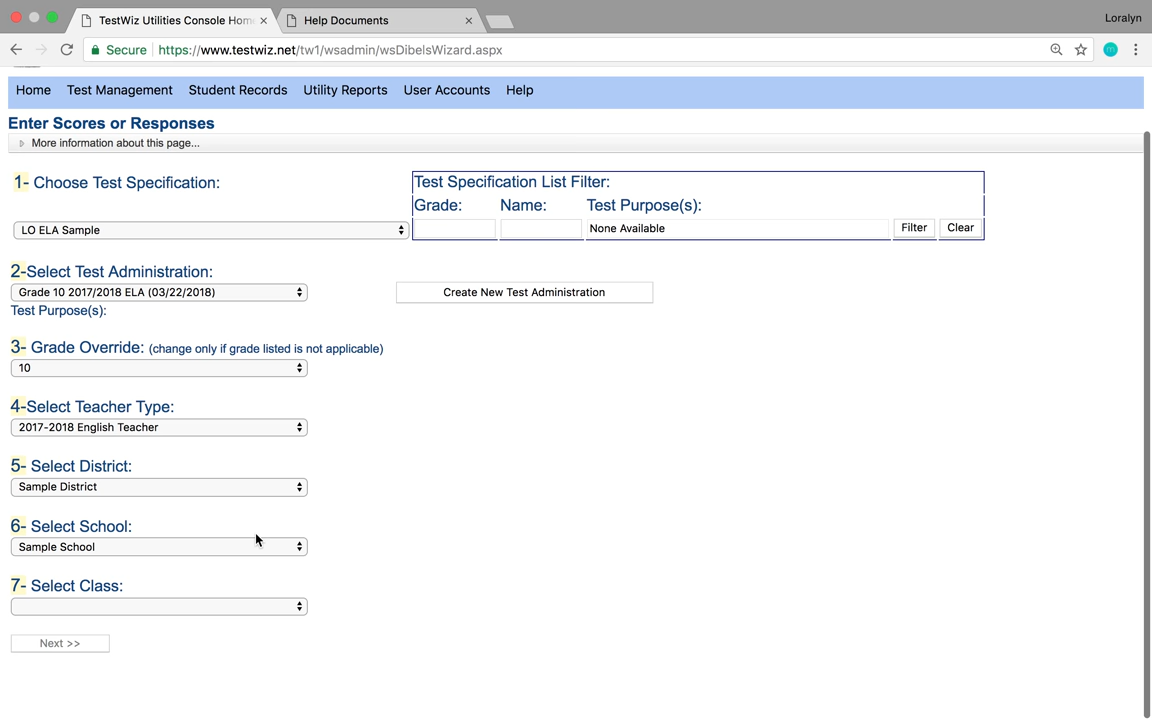 TestWiz Utilities Console Home
Help Documents
Loralyn
Secure
https://www.testwiz.net/tw1/wsadmin/wsDibelsWizard.aspx
Home Test Management Student Records Utility Reports User Accounts Help
Enter Scores or Responses
More information about this page...
1- Choose Test Specification:
Test Specification List Filter:
Grade: Name: Test Purpose(s):
LO ELA Sample
None Available
Filter
Clear
2-Select Test Administration:
Grade 10 2017/2018 ELA (03/22/2018)
Create New Test Administration
Test Purpose(s):
3- Grade Override: (change only if grade listed is not applicable)
10
4-Select Teacher Type:
2017-2018 English Teacher
5- Select District:
Sample District
6- Select School:
Sample School
7- Select Class:
Next >>